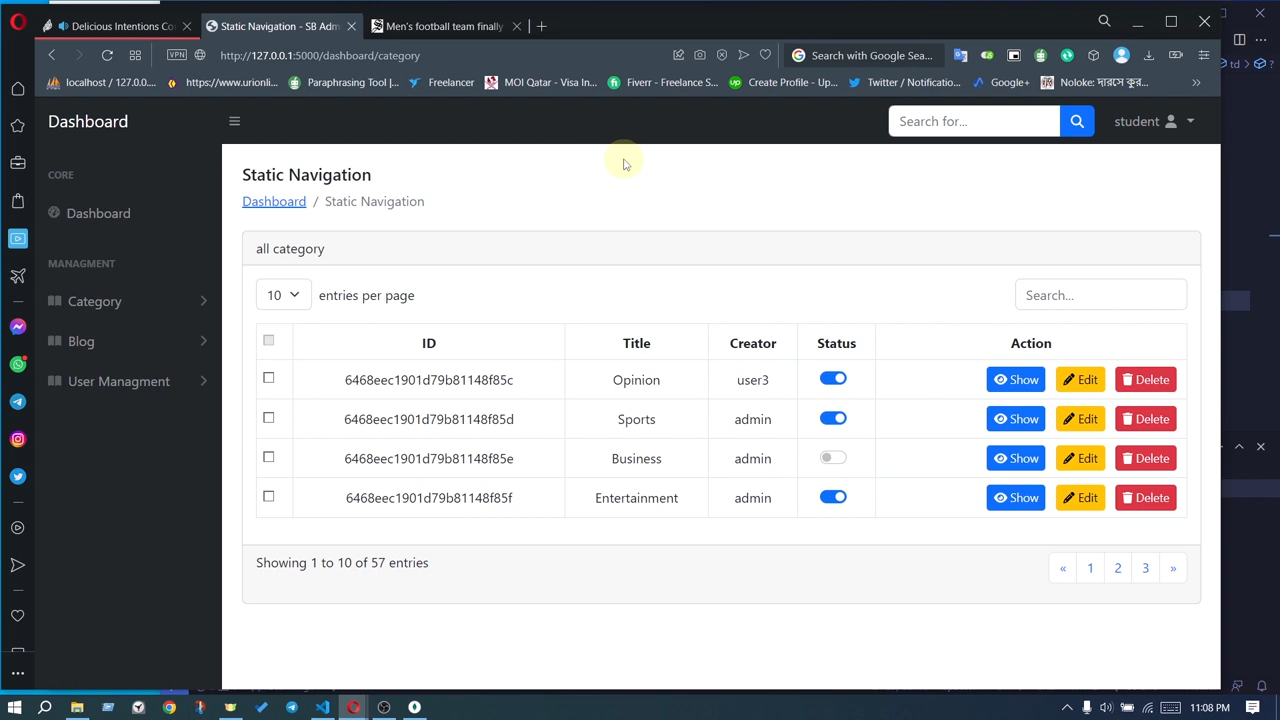 Delicious Intentions Co
Static Navigation - SB Adm
Men's football team finally
VPN
http://127.0.0.1:5000/dashboard/category
Search with Google Sea...
localhost / 127.0.0....
https://www.urionli...
Paraphrasing Tool |...
Freelancer
MOI Qatar - Visa In...
Fiverr - Freelance S...
Create Profile - Up...
Twitter / Notificatio...
Google+
Noloke: দারসে কুর...
Dashboard
Search for...
student
CORE
Dashboard
MANAGMENT
Category
Blog
User Managment
Static Navigation
Dashboard / Static Navigation
all category
10 entries per page
Search...
ID Title Creator Status Action
6468eec1901d79b81148f85c Opinion user3 Show Edit Delete
6468eec1901d79b81148f85d Sports admin Show Edit Delete
6468eec1901d79b81148f85e Business admin Show Edit Delete
6468eec1901d79b81148f85f Entertainment admin Show Edit Delete
Showing 1 to 10 of 57 entries
« 1 2 3 »
11:08 PM